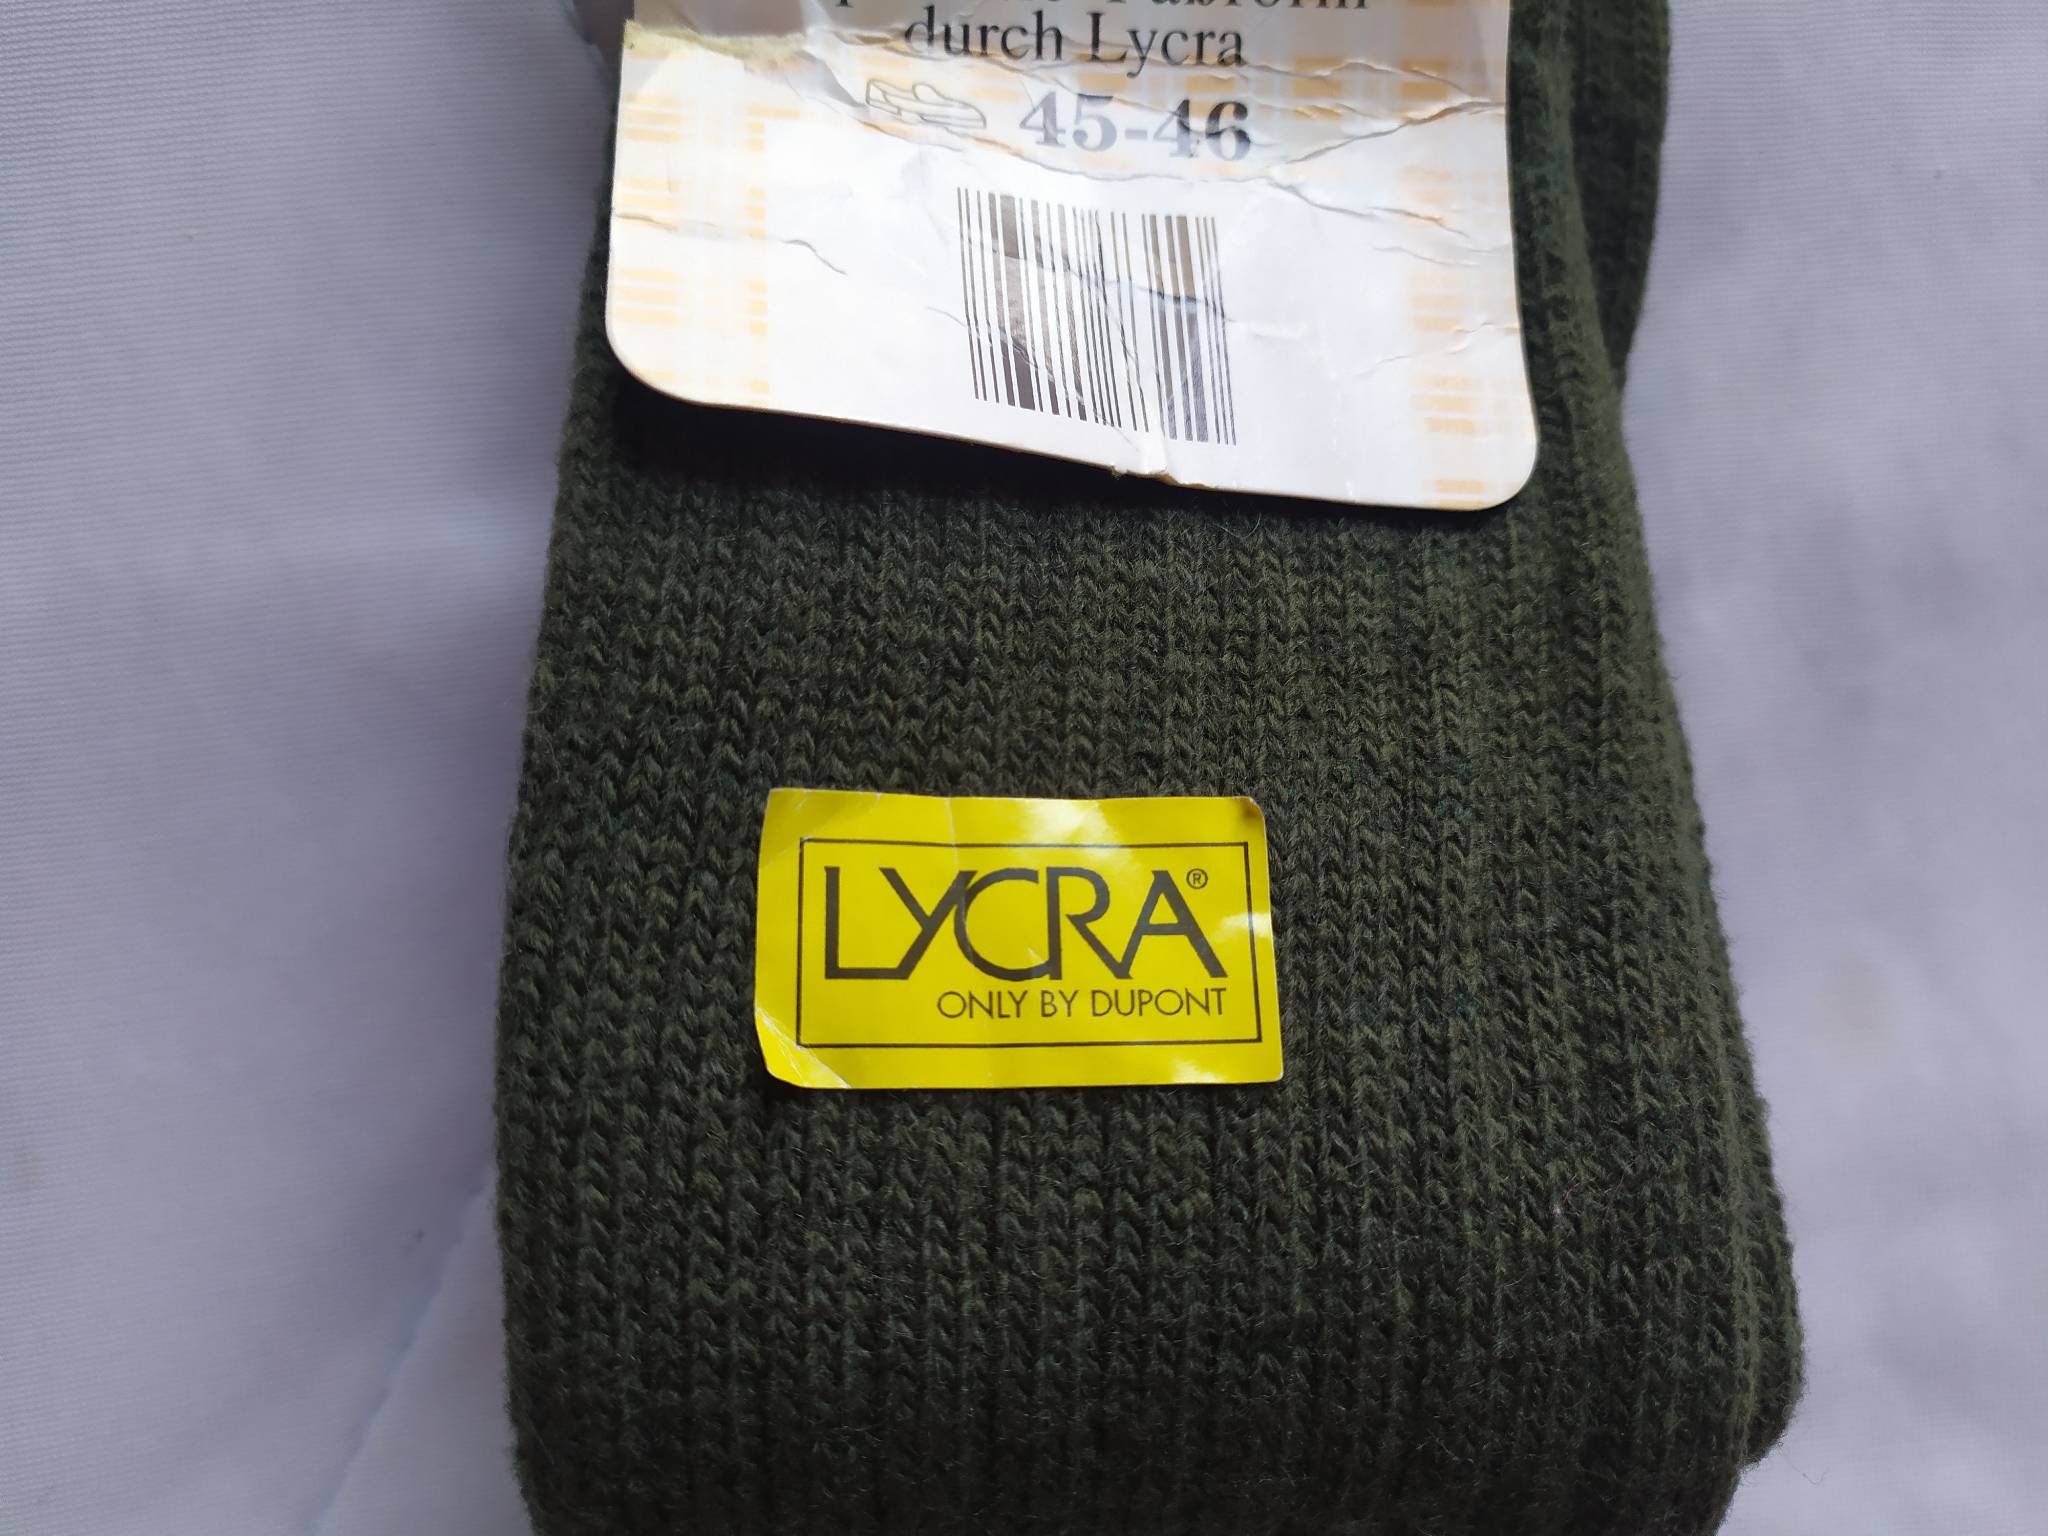 durch Lycra
45-46
LYCRA®
ONLY BY DUPONT